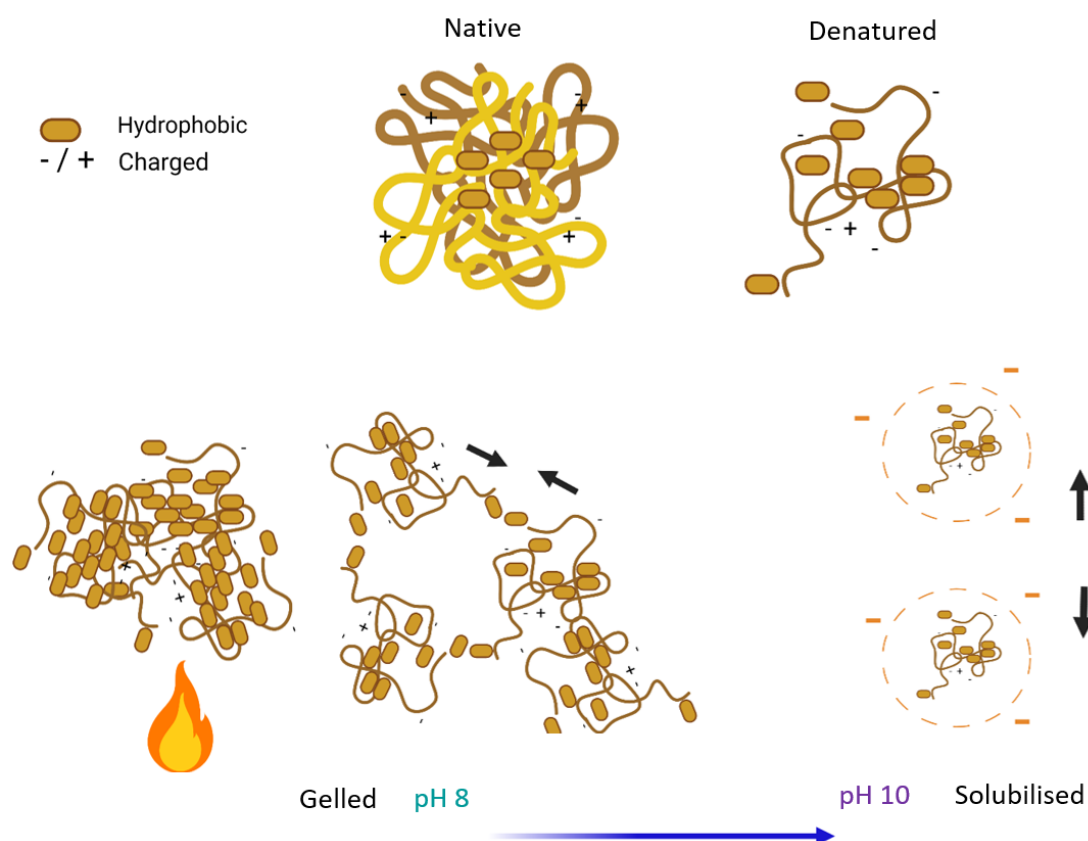 Native
Denatured
Hydrophobic
- / + Charged
Gelled pH 8
pH 10 Solubilised